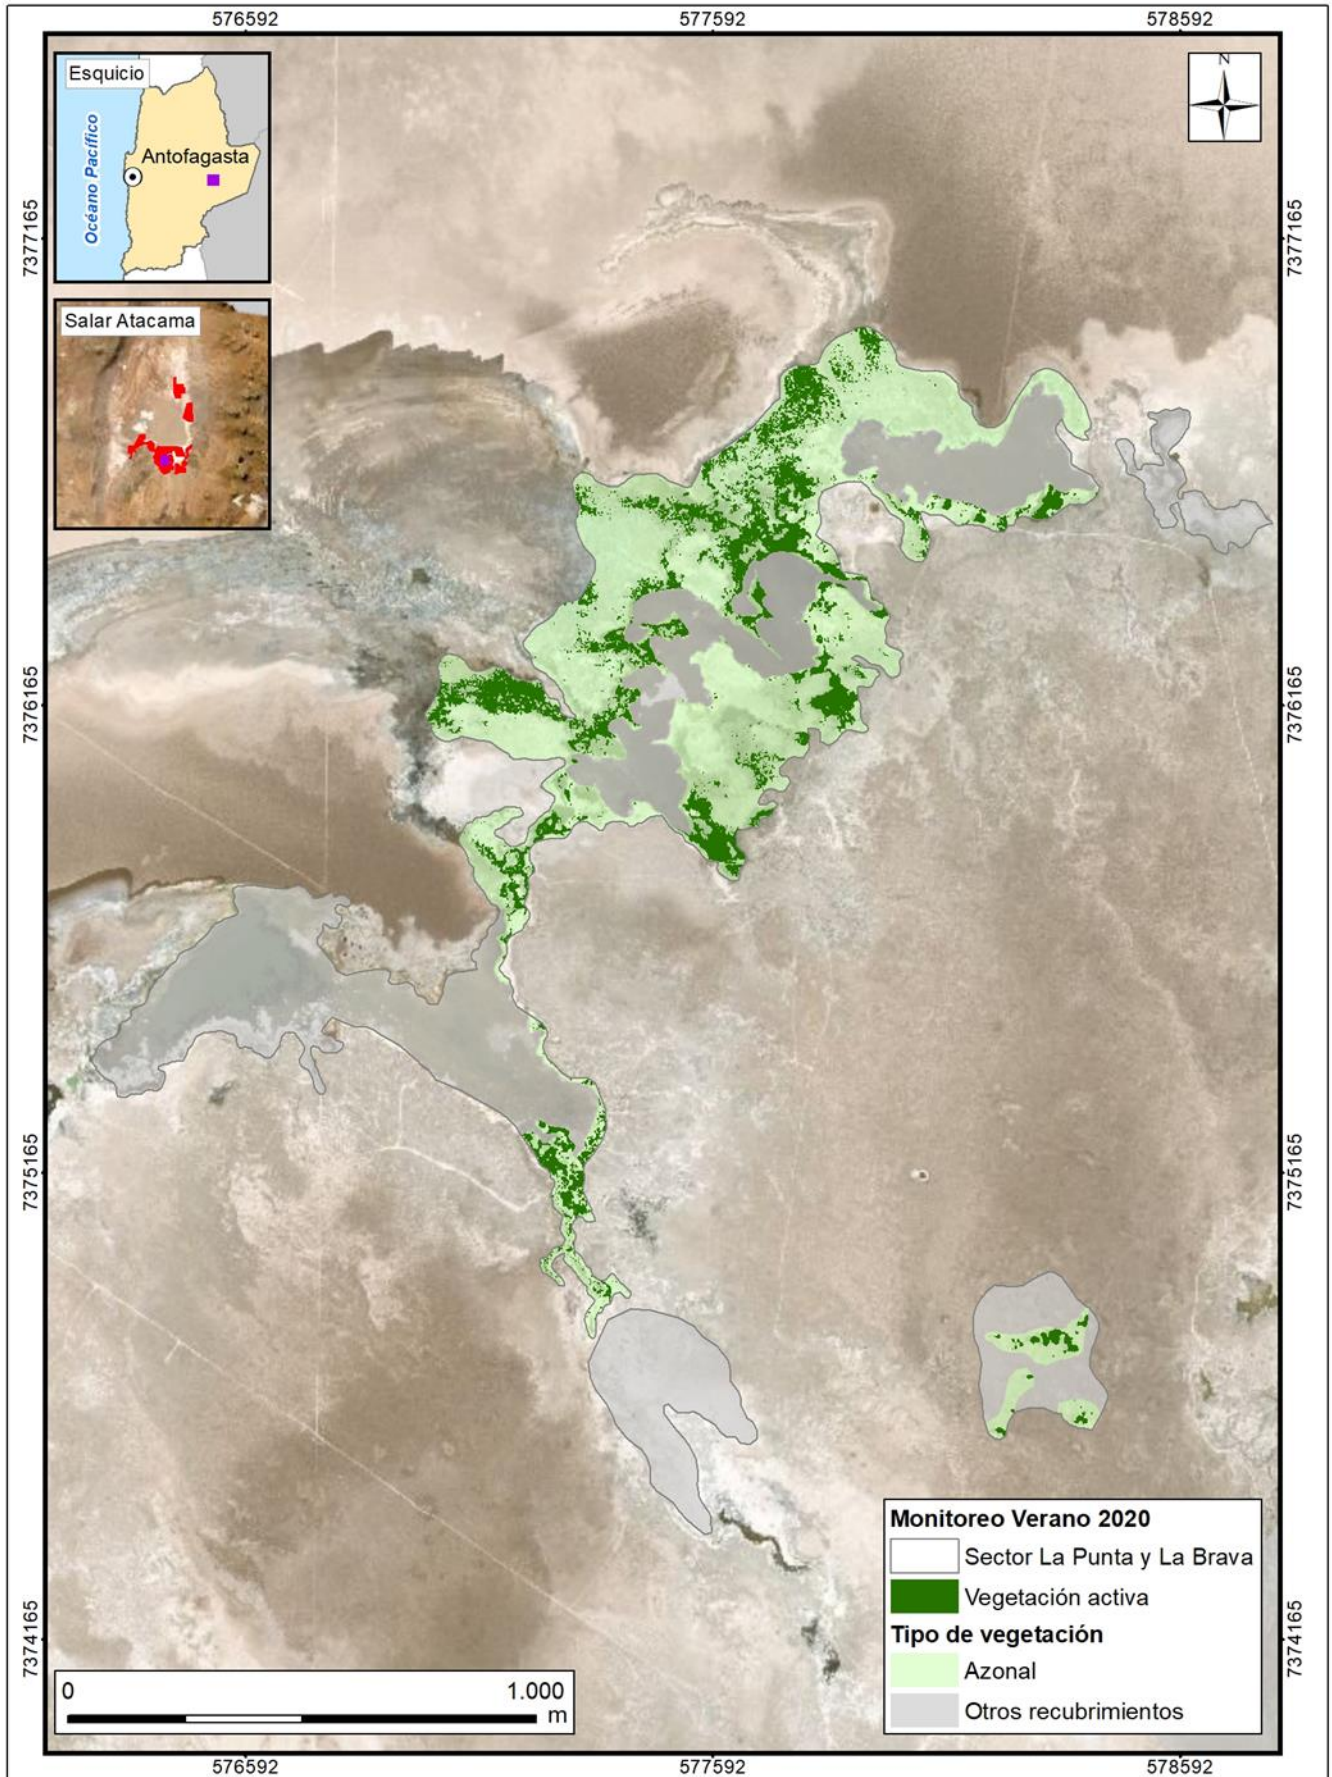 576592
577592
578592
Esquicio
N
Océano Pacífico
Antofagasta
7377165
7377165
Salar Atacama
7376165
7376165
7375165
7375165
7374165
7374165
Monitoreo Verano 2020
Sector La Punta y La Brava
Vegetación activa
Tipo de vegetación
Azonal
Otros recubrimientos
0
1.000
m
576592
577592
578592